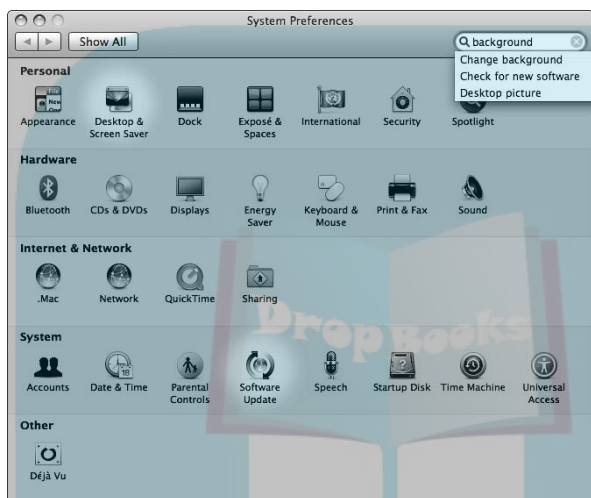 System Preferences
Show All
background
Change background
Check for new software
Desktop picture
Personal
Appearance
Desktop & Screen Saver
Dock
Exposé & Spaces
International
Security
Spotlight
Hardware
Bluetooth
CDs & DVDs
Displays
Energy Saver
Keyboard & Mouse
Print & Fax
Sound
Internet & Network
.Mac
Network
QuickTime
Sharing
DropBooks
System
Accounts
Date & Time
Parental Controls
Software Update
Speech
Startup Disk
Time Machine
Universal Access
Other
Déjà Vu